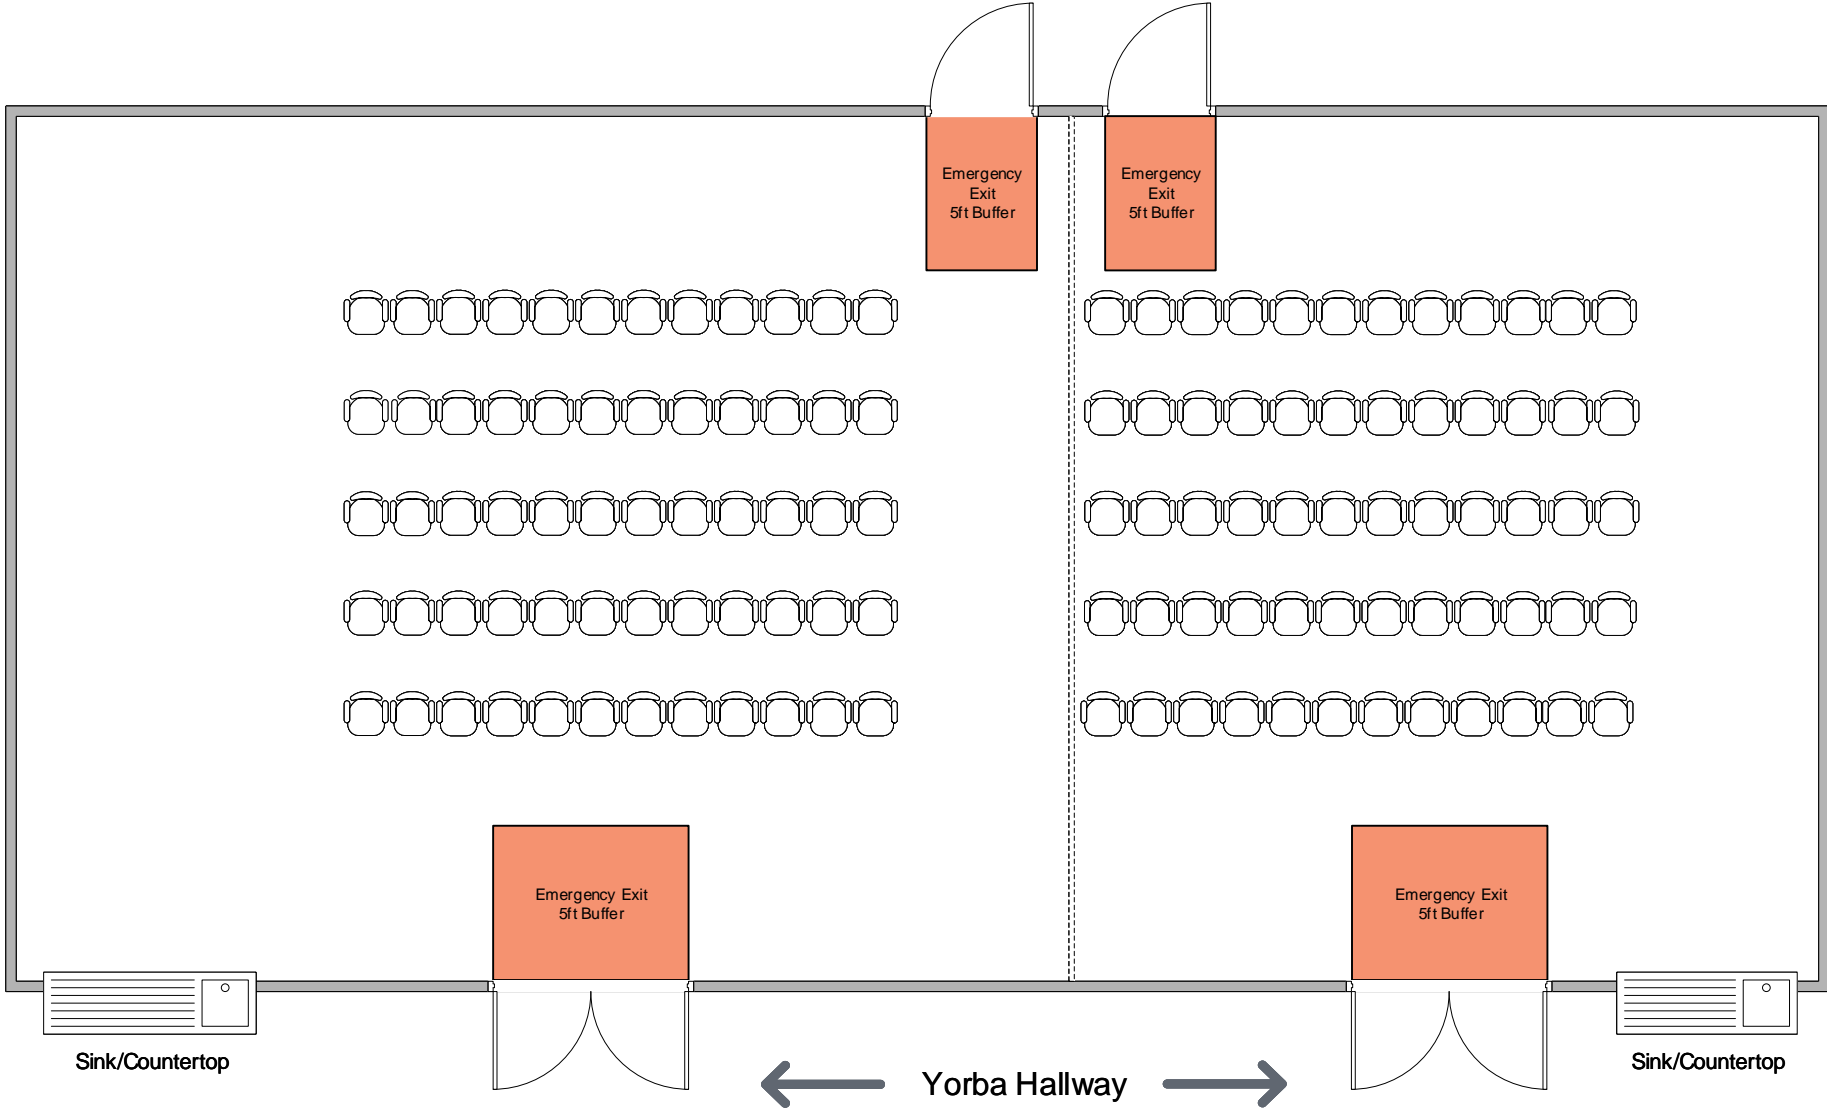 Emergency
Exit
5ft Buffer
Emergency
Exit
5ft Buffer
Emergency Exit
5ft Buffer
Emergency Exit
5ft Buffer
Sink/Countertop
Yorba Hallway
Sink/Countertop